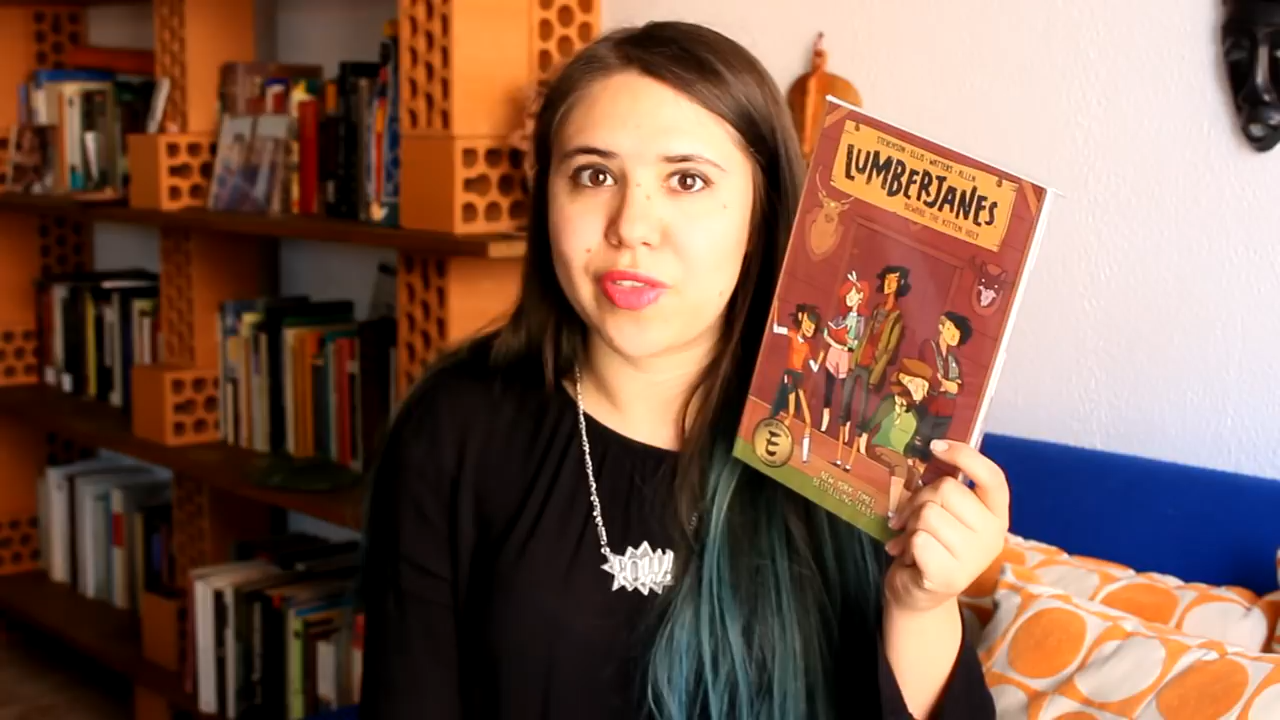 STEVENSON • ELLIS • WATTERS • ALLEN
LUMBERJANES
BEWARE THE KITTEN HOLY
E
NEW YORK TIMES
BESTSELLING SERIES
POW!